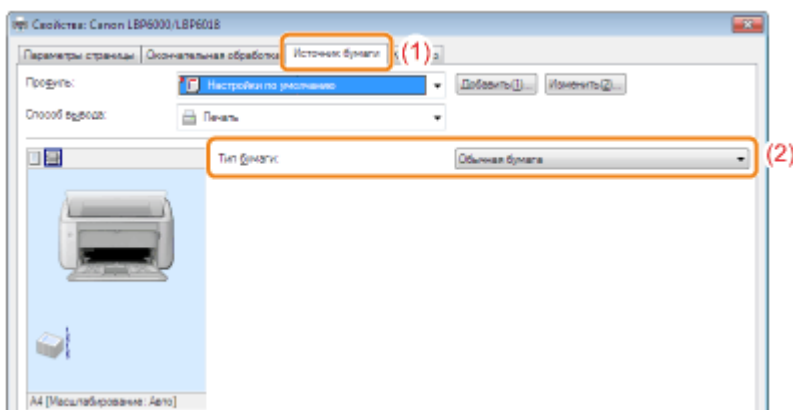 Свойства: Canon LBP6000/LBP6018
Параметры страницы Окончательная обработка Источник бумаги (1)
Профиль: Настройки по умолчанию Добавить(1)... Изменить(2)...
Способ вывода: Печать
Тип бумаги: Обычная бумага (2)
A4 [Масштабирование: Авто]